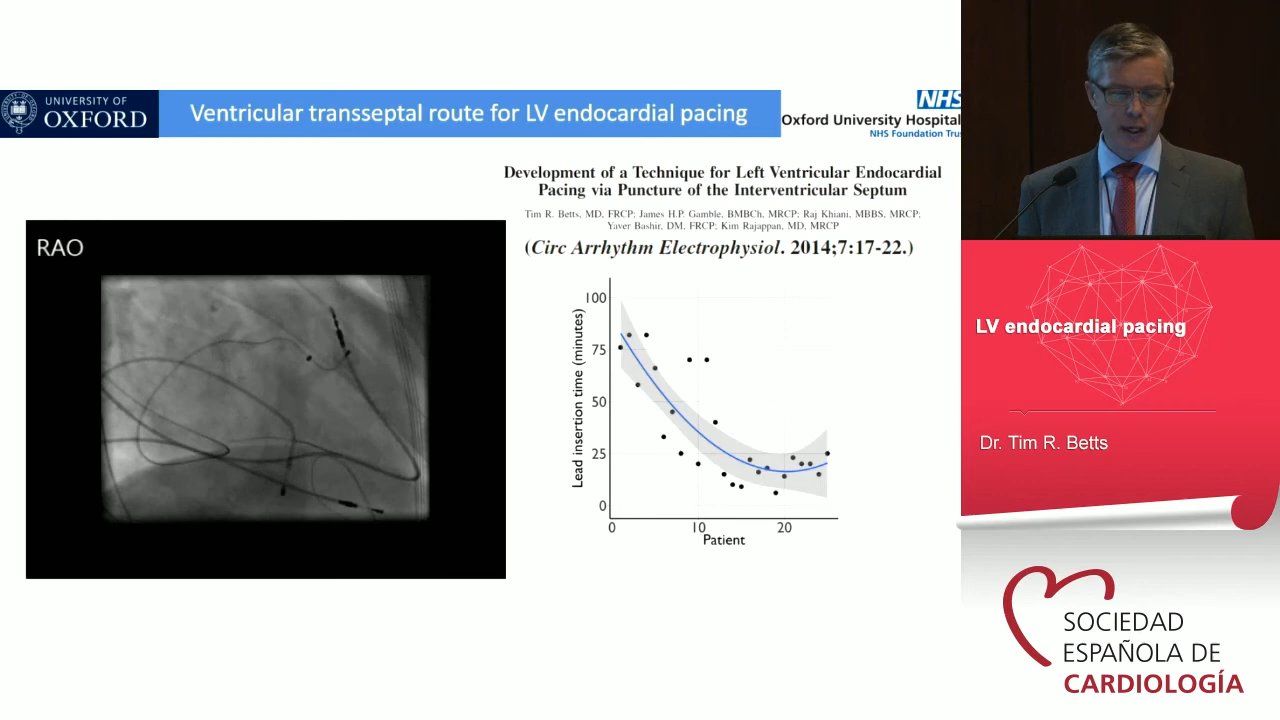 UNIVERSITY OF
OXFORD
Ventricular transseptal route for LV endocardial pacing
NHS
Oxford University Hospital
NHS Foundation Trus
Development of a Technique for Left Ventricular Endocardial
Pacing via Puncture of the Interventricular Septum
Tim R. Betts, MD, FRCP; James H.P. Gamble, BMBCh, MRCP; Raj Khiani, MBBS, MRCP;
Yaver Bashir, DM, FRCP; Kim Rajappan, MD, MRCP
(Circ Arrhythm Electrophysiol. 2014;7:17-22.)
RAO
Lead insertion time (minutes)
100
75
50
25
0
0 10 20
Patient
LV endocardial pacing
Dr. Tim R. Betts
SOCIEDAD
ESPAÑOLA DE
CARDIOLOGÍA